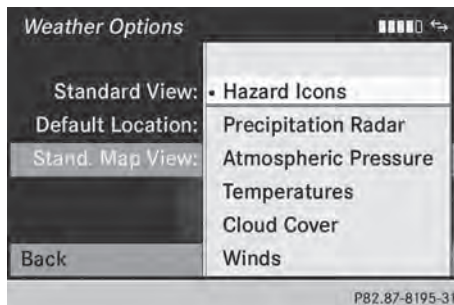 Weather Options
Standard View: • Hazard Icons
Default Location: Precipitation Radar
Stand. Map View: Atmospheric Pressure
Temperatures
Cloud Cover
Back Winds
P82.87-8195-31